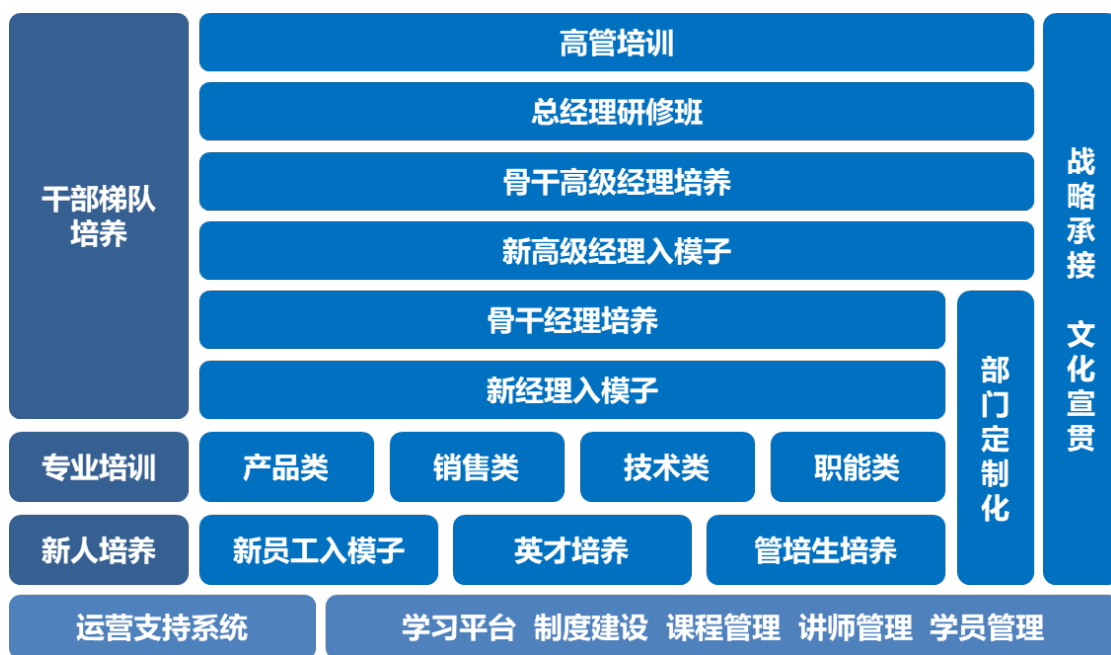 干部梯队
培养
高管培训
总经理研修班
骨干高级经理培养
新高级经理入模子
骨干经理培养
新经理入模子
专业培训
产品类
销售类
技术类
职能类
新人培养
新员工入模子
英才培养
管培生培养
部门定制化
战略承接 文化宣贯
运营支持系统
学习平台 制度建设 课程管理 讲师管理 学员管理